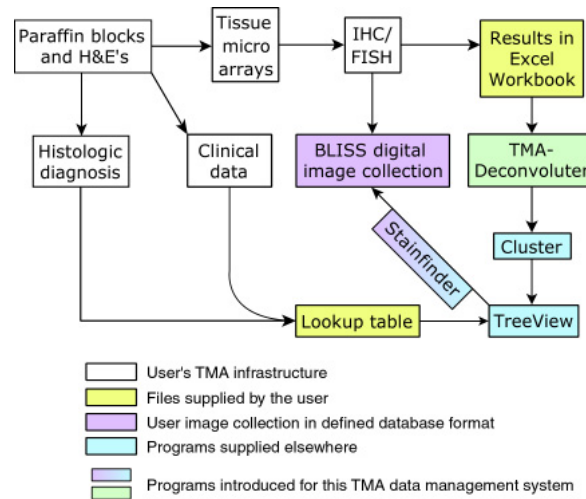 Paraffin blocks
and H&E's
Tissue
micro
arrays
IHC/
FISH
Results in
Excel
Workbook
Histologic
diagnosis
Clinical
data
BLISS digital
image collection
TMA-
Deconvoluter
Stainfinder
Cluster
Lookup table
TreeView
User's TMA infrastructure
Files supplied by the user
User image collection in defined database format
Programs supplied elsewhere
Programs introduced for this TMA data management system